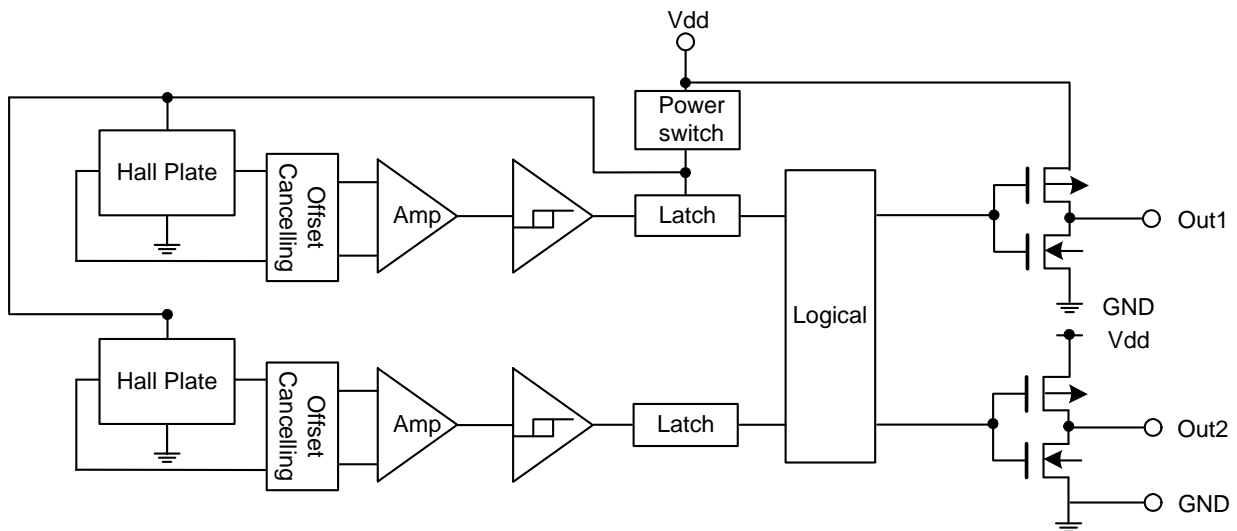 Vdd
Power
switch
Hall Plate
Offset
Cancelling
Amp
Latch
Out1
GND
Logical
Vdd
Hall Plate
Offset
Cancelling
Amp
Latch
Out2
GND